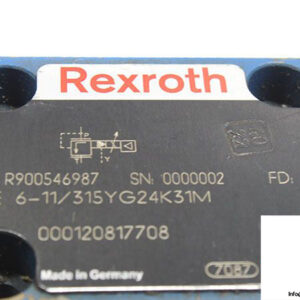 Rexroth
P
Y
R900546987 SN: 0000002 FD:
E 6-11/315YG24K31M
000120817708
Made in Germany 7087